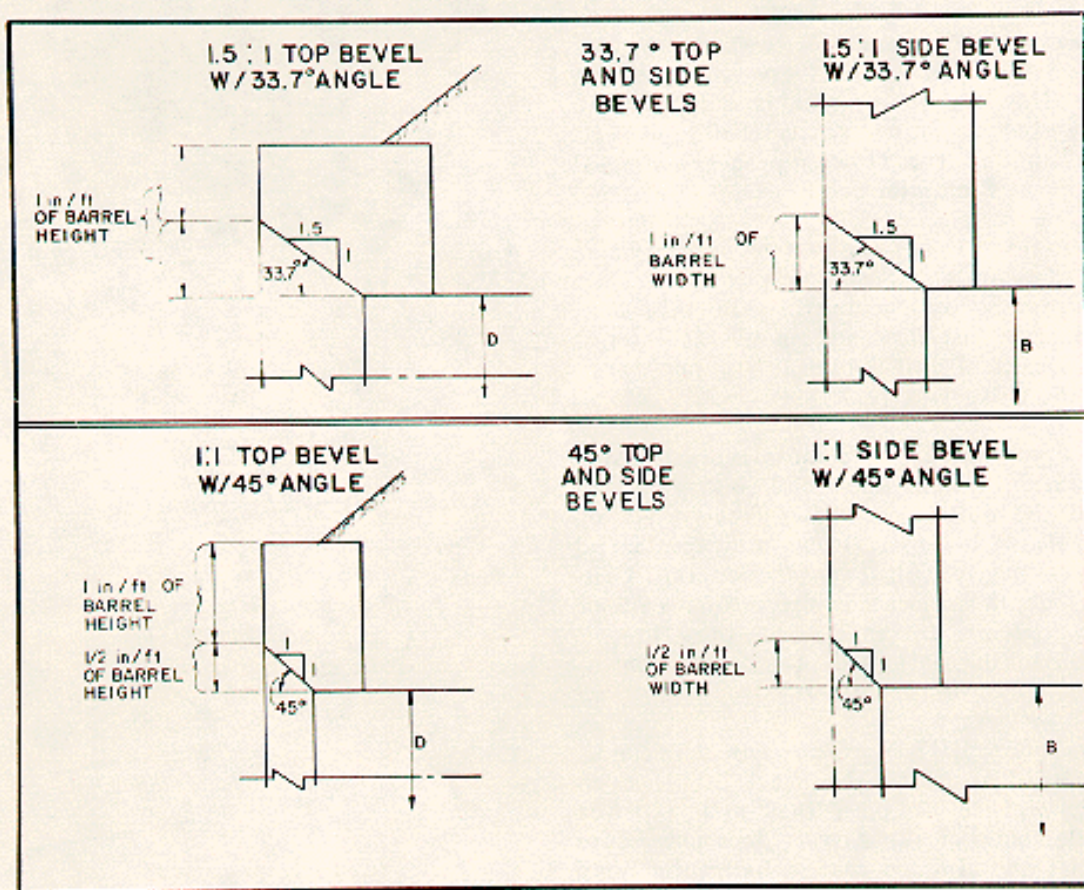 1.5:1 TOP BEVEL
W/33.7° ANGLE
33.7° TOP
AND SIDE
BEVELS
1.5:1 SIDE BEVEL
W/33.7° ANGLE
1 in/ft
OF BARREL
HEIGHT
1.5
1
33.7°
D
1 in/ft OF
BARREL
WIDTH
1.5
1
33.7°
B
1:1 TOP BEVEL
W/45° ANGLE
45° TOP
AND SIDE
BEVELS
1:1 SIDE BEVEL
W/45° ANGLE
1 in/ft OF
BARREL
HEIGHT
1/2 in/ft
OF BARREL
HEIGHT
1
1
45°
D
1/2 in/ft
OF BARREL
WIDTH
1
1
45°
B